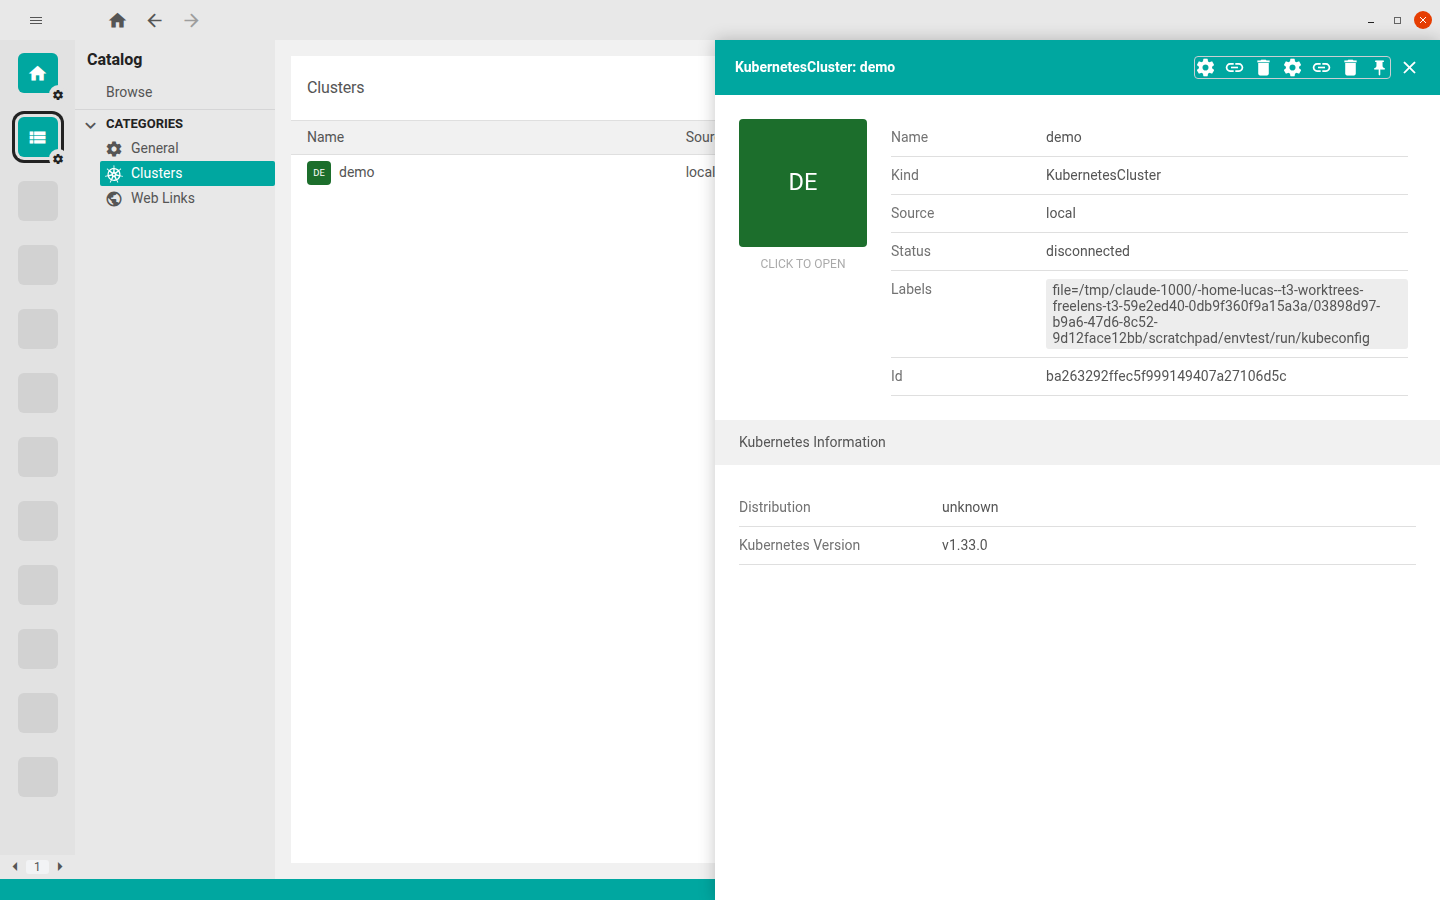 Catalog
Browse
CATEGORIES
General
Clusters
Web Links
1
Clusters
Name
Sour
DE
demo
local
KubernetesCluster: demo
DE
CLICK TO OPEN
Name
demo
Kind
KubernetesCluster
Source
local
Status
disconnected
Labels
file=/tmp/claude-1000/-home-lucas--t3-worktrees-
freelens-t3-59e2ed40-0db9f360f9a15a3a/03898d97-
b9a6-47d6-8c52-
9d12face12bb/scratchpad/envtest/run/kubeconfig
Id
ba263292ffec5f999149407a27106d5c
Kubernetes Information
Distribution
unknown
Kubernetes Version
v1.33.0